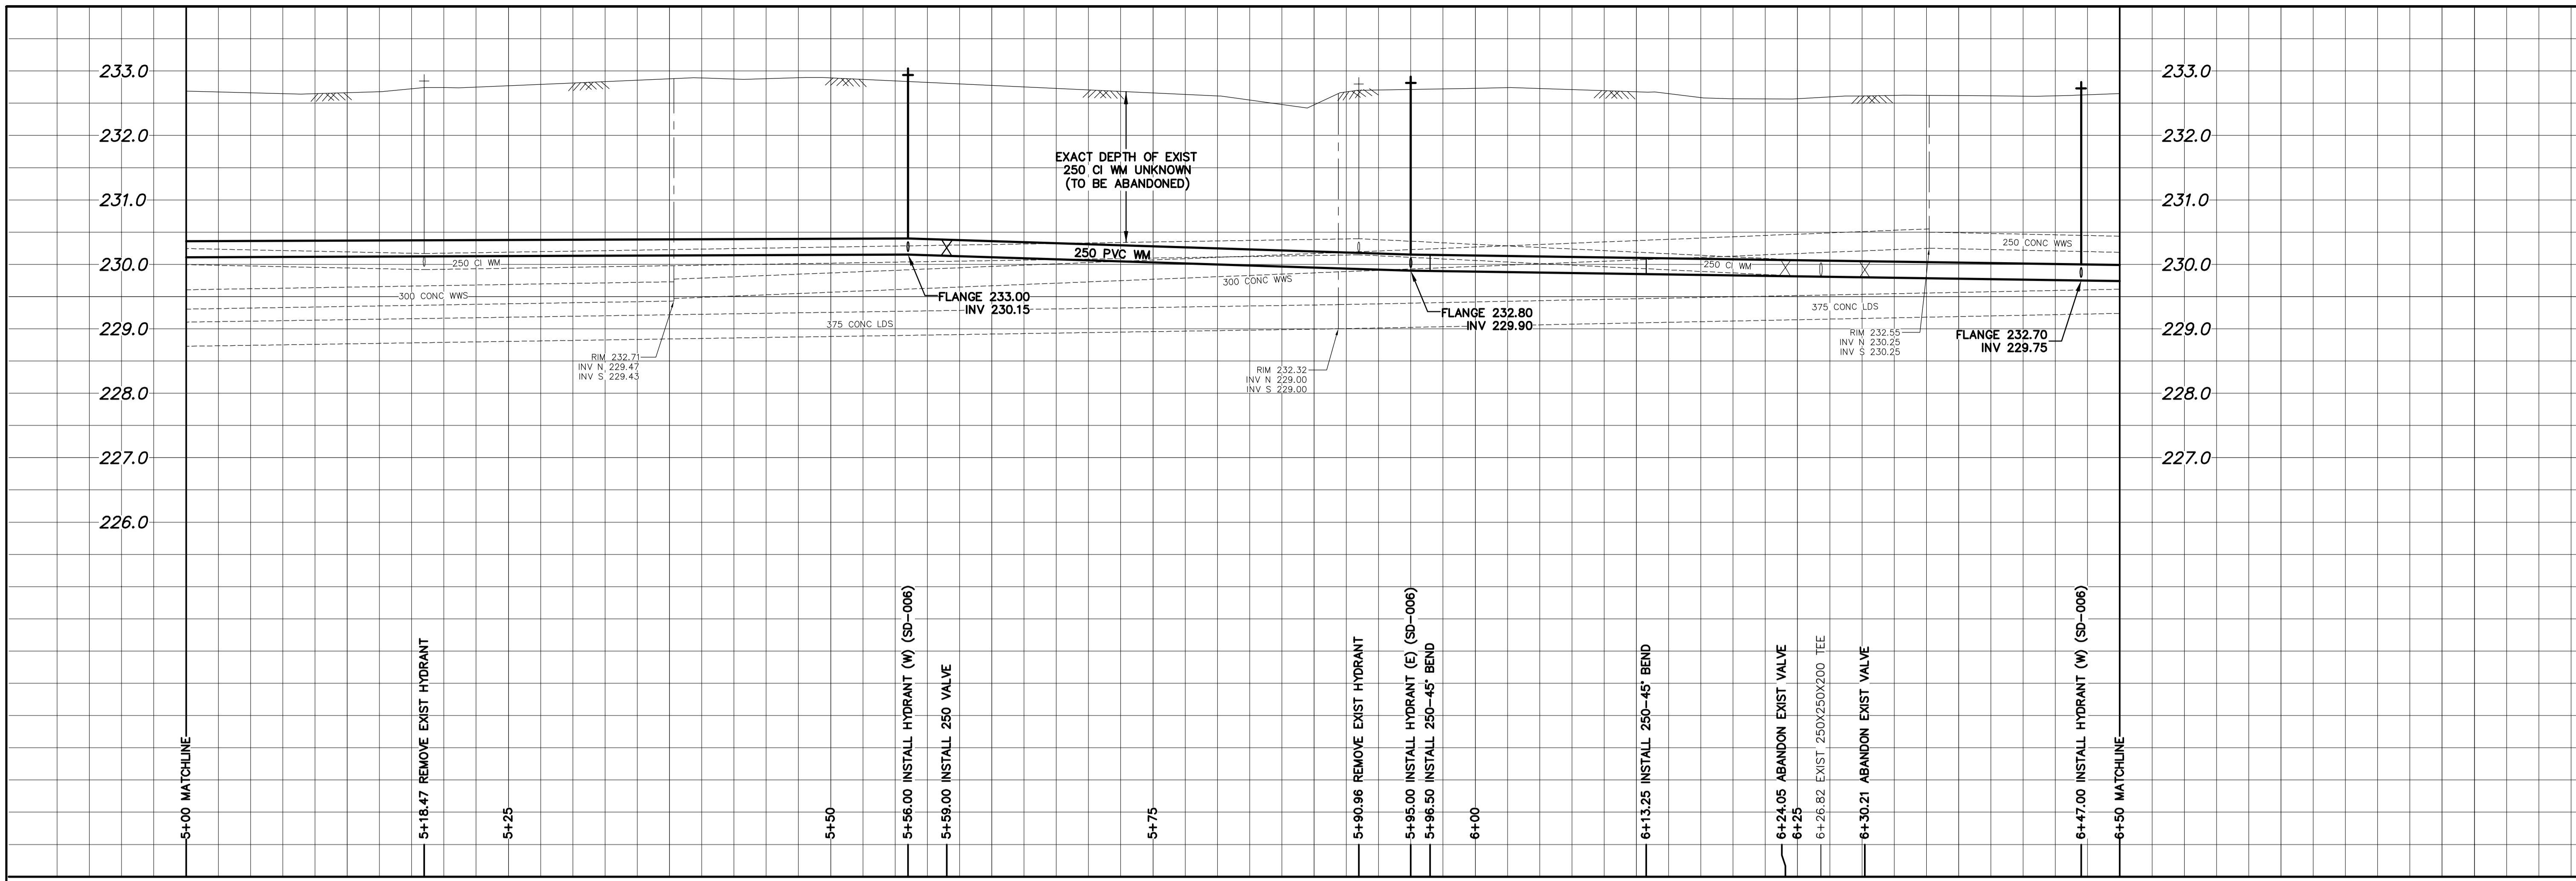 233.0
232.0
231.0
230.0
229.0
228.0
227.0
226.0
233.0
232.0
231.0
230.0
229.0
228.0
227.0
EXACT DEPTH OF EXIST
250 CI WM UNKNOWN
(TO BE ABANDONED)
250 CI WM
300 CONC WWS
250 PVC WM
FLANGE 233.00
INV 230.15
375 CONC LDS
RIM 232.71
INV N 229.47
INV S 229.43
300 CONC WWS
RIM 232.32
INV N 229.00
INV S 229.00
FLANGE 232.80
INV 229.90
250 CI WM
375 CONC LDS
RIM 232.55
INV N 230.25
INV S 230.25
250 CONC WWS
FLANGE 232.70
INV 229.75
5+00 MATCHLINE
5+18.47 REMOVE EXIST HYDRANT
5+25
5+50
5+56.00 INSTALL HYDRANT (W) (SD-006)
5+59.00 INSTALL 250 VALVE
5+75
5+90.96 REMOVE EXIST HYDRANT
5+95.00 INSTALL HYDRANT (E) (SD-006)
5+96.50 INSTALL 250-45° BEND
6+00
6+13.25 INSTALL 250-45° BEND
6+24.05 ABANDON EXIST VALVE
6+25
6+26.82 EXIST 250X250X200 TEE
6+30.21 ABANDON EXIST VALVE
6+47.00 INSTALL HYDRANT (W) (SD-006)
6+50 MATCHLINE